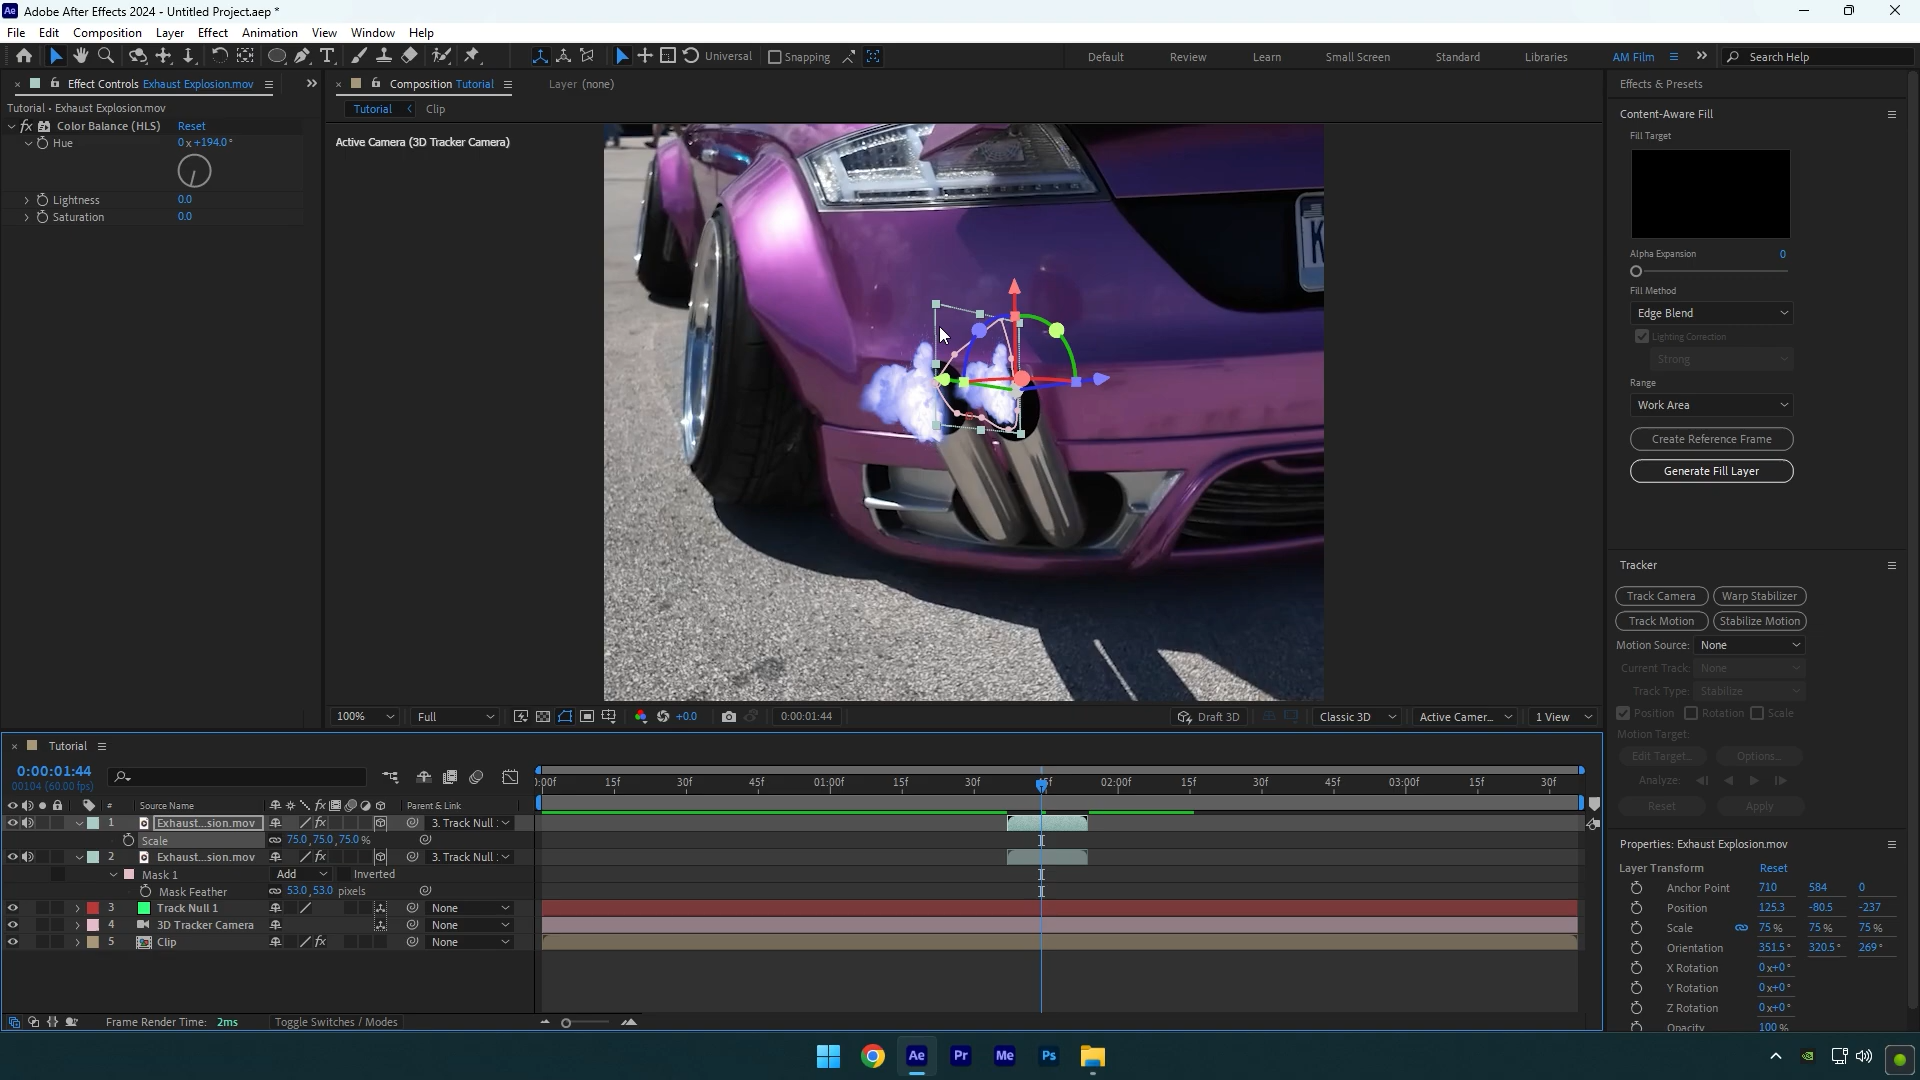 Adobe After Effects 2024 - Untitled Project.aep *
File Edit Composition Layer Effect Animation View Window Help
Universal Snapping Default Review Learn Small Screen Standard Libraries AM Film Search Help
Effect Controls Exhaust Explosion.mov
Tutorial • Exhaust Explosion.mov
Color Balance (HLS) Reset
Hue 0 x +194.0°
Lightness 0.0
Saturation 0.0
Composition Tutorial Layer (none)
Tutorial Clip
Active Camera (3D Tracker Camera)
K
100% Full +0.0 0:00:01:44 Draft 3D Classic 3D Active Camer... 1 View
Effects & Presets
Content-Aware Fill
Fill Target
Alpha Expansion 0
Fill Method
Edge Blend
Lighting Correction
Strong
Range
Work Area
Create Reference Frame
Generate Fill Layer
Tracker
Track Camera Warp Stabilizer
Track Motion Stabilize Motion
Motion Source: None
Current Track: None
Track Type: Stabilize
Position Rotation Scale
Motion Target:
Edit Target... Options...
Analyze:
Reset Apply
Properties: Exhaust Explosion.mov
Layer Transform Reset
Anchor Point 710 584 0
Position 125.3 -80.5 -237
Scale 75 % 75 % 75 %
Orientation 351.5° 320.5° 269°
X Rotation 0x+0°
Y Rotation 0x+0°
Z Rotation 0x+0°
Opacity 100 %
Tutorial
0:00:01:44
00104 (60.00 fps)
:00f 15f 30f 45f 01:00f 15f 30f 45f 02:00f 15f 30f 45f 03:00f 15f 30f
# Source Name Parent & Link
1 Exhaust...sion.mov 3. Track Null
Scale 75.0,75.0,75.0 %
2 Exhaust...sion.mov 3. Track Null
Mask 1 Add Inverted
Mask Feather 53.0,53.0 pixels
3 Track Null 1 None
4 3D Tracker Camera None
5 Clip None
Frame Render Time: 2ms Toggle Switches / Modes
Ae Pr Me Ps